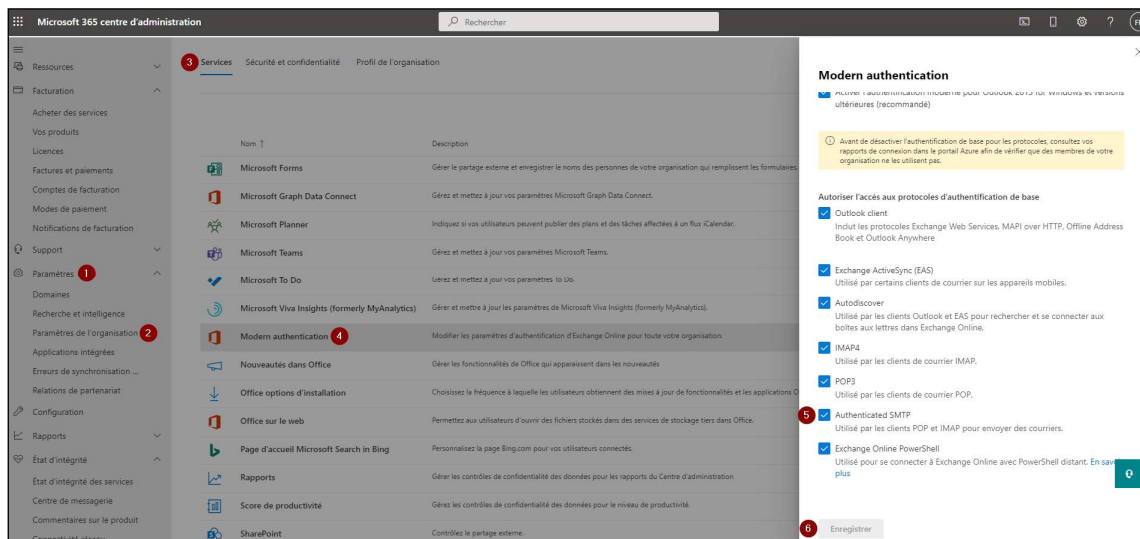 Microsoft 365 centre d'administration
Rechercher
Ressources
Facturation
Acheter des services
Vos produits
Licences
Factures et paiements
Comptes de facturation
Modes de paiement
Notifications de facturation
Support
Paramètres 1
Domaines
Recherche et intelligence
Paramètres de l'organisation 2
Applications intégrées
Erreurs de synchronisation ...
Relations de partenariat
Configuration
Rapports
État d'intégrité
État d'intégrité des services
Centre de messagerie
Commentaires sur le produit
3 Services Sécurité et confidentialité Profil de l'organisation
Nom ↑ Description
Microsoft Forms Gérer le partage externe et enregistrer le noms des personnes de votre organisation qui remplissent les formulaires.
Microsoft Graph Data Connect Gérez et mettez à jour vos paramètres Microsoft Graph Data Connect.
Microsoft Planner Indiquez si vos utilisateurs peuvent publier des plans et des tâches affectées à un flux iCalendar.
Microsoft Teams Gérez et mettez à jour vos paramètres Microsoft Teams.
Microsoft To Do Gérez et mettez à jour vos paramètres To Do.
Microsoft Viva Insights (formerly MyAnalytics) Gérer et mettre à jour les paramètres de Microsoft Viva Insights (formerly MyAnalytics).
Modern authentication 4 Modifier les paramètres d'authentification d'Exchange Online pour toute votre organisation.
Nouveautés dans Office Gérer les fonctionnalités de Office qui apparaissent dans les nouveautés
Office options d'installation Choisissez la fréquence à laquelle les utilisateurs obtiennent des mises à jour de fonctionnalités et les applications O
Office sur le web Permettez aux utilisateurs d'ouvrir des fichiers stockés dans des services de stockage tiers dans Office.
Page d'accueil Microsoft Search in Bing Personnalisez la page Bing.com pour vos utilisateurs connectés.
Rapports Gérer les contrôles de confidentialité des données pour les rapports du Centre d'administration
Score de productivité Gérez les contrôles de confidentialité des données pour le niveau de productivité.
SharePoint Contrôlez le partage externe.
Modern authentication
Activer l'authentification moderne pour Outlook 2013 for Windows et versions
ultérieures (recommandé)
Avant de désactiver l'authentification de base pour les protocoles, consultez vos
rapports de connexion dans le portail Azure afin de vérifier que des membres de votre
organisation ne les utilisent pas.
Autoriser l'accès aux protocoles d'authentification de base
Outlook client
Inclut les protocoles Exchange Web Services, MAPI over HTTP, Offline Address
Book et Outlook Anywhere
Exchange ActiveSync (EAS)
Utilisé par certains clients de courrier sur les appareils mobiles.
Autodiscover
Utilisé par les clients Outlook et EAS pour rechercher et se connecter aux
boîtes aux lettres dans Exchange Online.
IMAP4
Utilisé par les clients de courrier IMAP.
POP3
Utilisé par les clients de courrier POP.
5 Authenticated SMTP
Utilisé par les clients POP et IMAP pour envoyer des courriers.
Exchange Online PowerShell
Utilisé pour se connecter à Exchange Online avec PowerShell distant. En
plus
6 Enregistrer